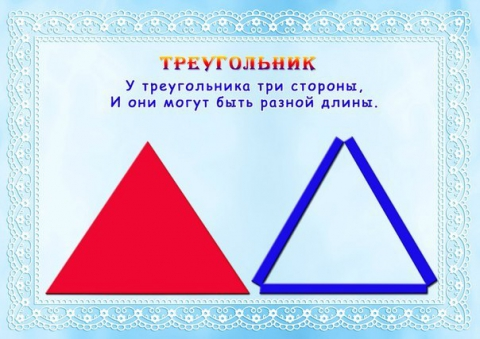 ТРЕУГОЛЬНИК
У треугольника три стороны,
И они могут быть разной длины.